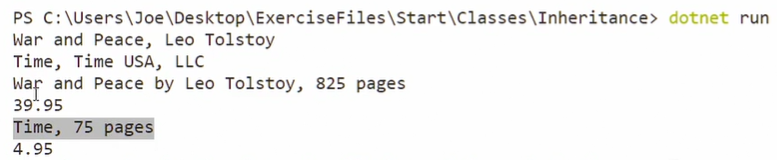 PS C:\Users\Joe\Desktop\ExerciseFiles\Start\Classes\Inheritance> dotnet run
War and Peace, Leo Tolstoy
Time, Time USA, LLC
War and Peace by Leo Tolstoy, 825 pages
39.95
Time, 75 pages
4.95